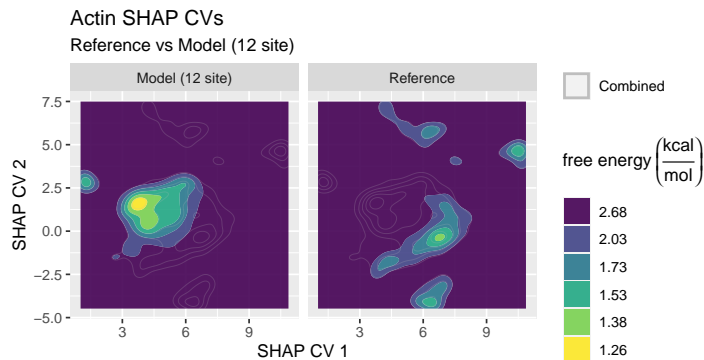 Actin SHAP CVs
Reference vs Model (12 site)
Model (12 site)
Reference
7.5
5.0
2.5
0.0
−2.5
−5.0
SHAP CV 2
3
6
9
3
6
9
SHAP CV 1
Combined
free energy (kcal/mol)
2.68
2.03
1.73
1.53
1.38
1.26